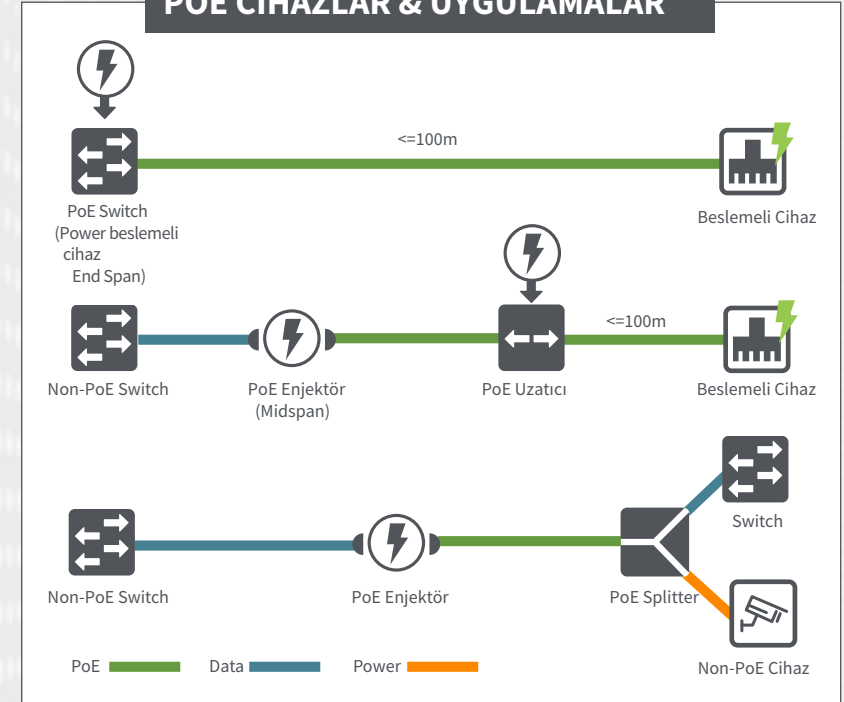 POE CİHAZLAR & UYGULAMALAR
<=100m
PoE Switch
(Power beslemeli
cihaz
End Span)
Beslemeli Cihaz
<=100m
Non-PoE Switch
PoE Enjektör
(Midspan)
PoE Uzatıcı
Beslemeli Cihaz
Switch
Non-PoE Switch
PoE Enjektör
PoE Splitter
Non-PoE Cihaz
PoE
Data
Power